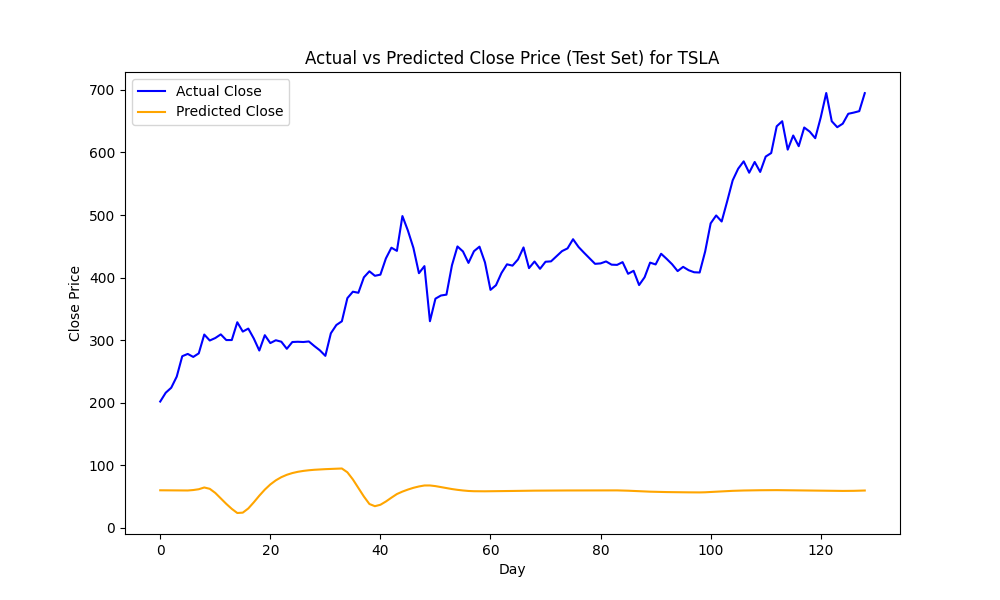 Actual vs Predicted Close Price (Test Set) for TSLA
Actual Close
Predicted Close
Close Price
700
600
500
400
300
200
100
0
0 20 40 60 80 100 120
Day